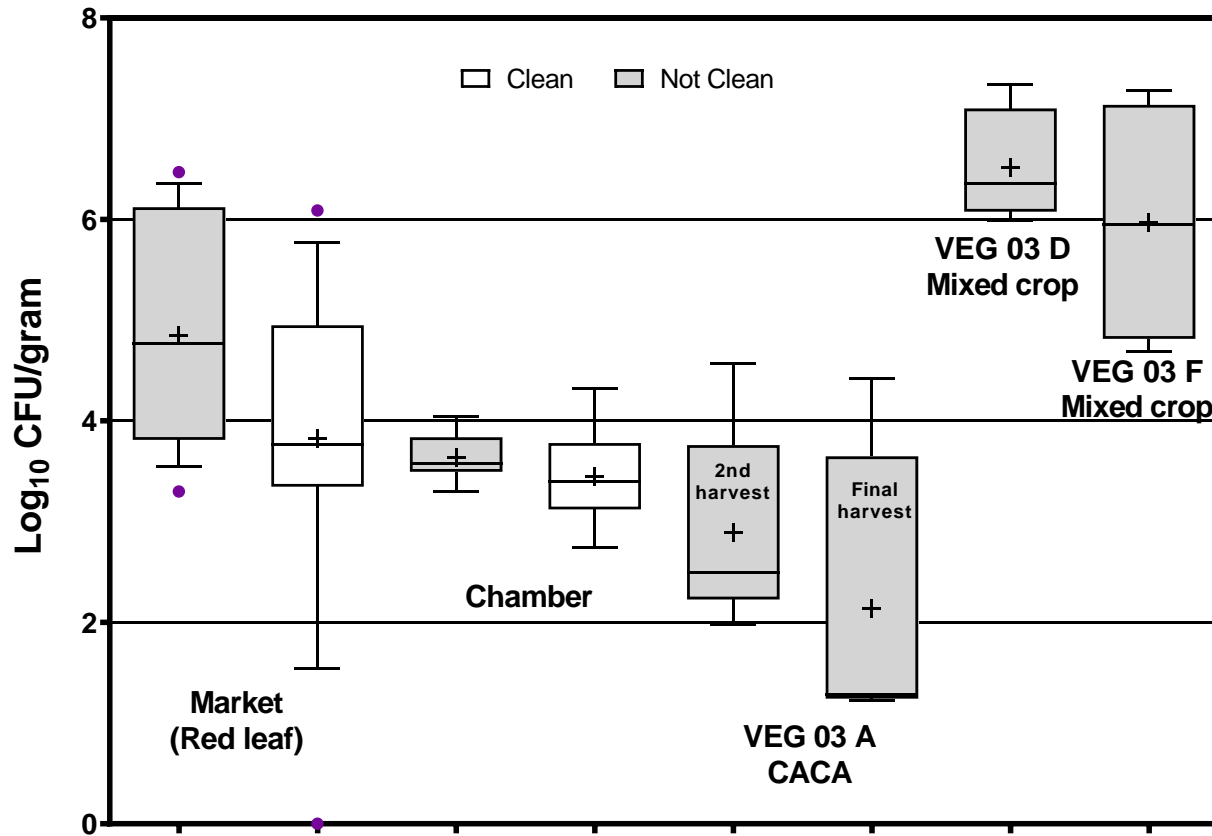 8
Clean
Not Clean
6
VEG 03 D
Mixed crop
VEG 03 F
Mixed crop
Log₁₀ CFU/gram
4
2nd
harvest
Final
harvest
Chamber
2
Market
(Red leaf)
VEG 03 A
CACA
0